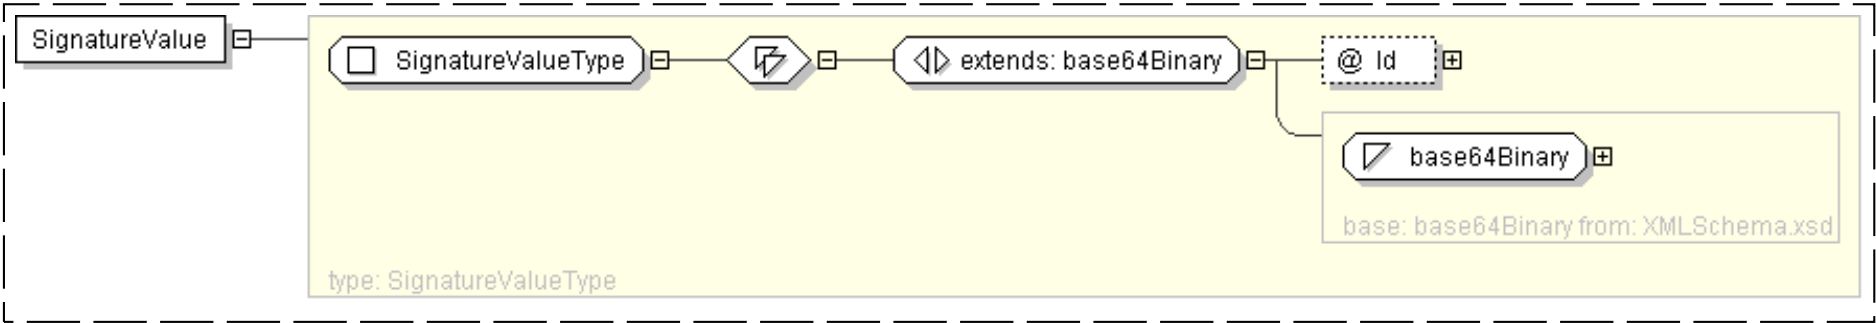 SignatureValue
SignatureValueType
extends: base64Binary
@ Id
base64Binary
base: base64Binary from: XMLSchema.xsd
type: SignatureValueType